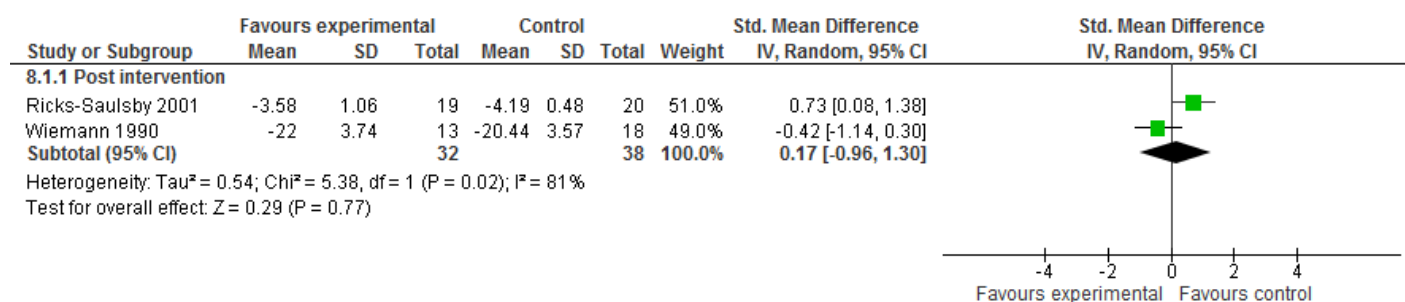 Favours experimental Control Std. Mean Difference Std. Mean Difference
Study or Subgroup Mean SD Total Mean SD Total Weight IV, Random, 95% CI IV, Random, 95% CI
8.1.1 Post intervention
Ricks-Saulsby 2001 -3.58 1.06 19 -4.19 0.48 20 51.0% 0.73 [0.08, 1.38]
Wiemann 1990 -22 3.74 13 -20.44 3.57 18 49.0% -0.42 [-1.14, 0.30]
Subtotal (95% CI) 32 38 100.0% 0.17 [-0.96, 1.30]
Heterogeneity: Tau² = 0.54; Chi² = 5.38, df = 1 (P = 0.02); I² = 81%
Test for overall effect: Z = 0.29 (P = 0.77)
-4 -2 0 2 4
Favours experimental Favours control